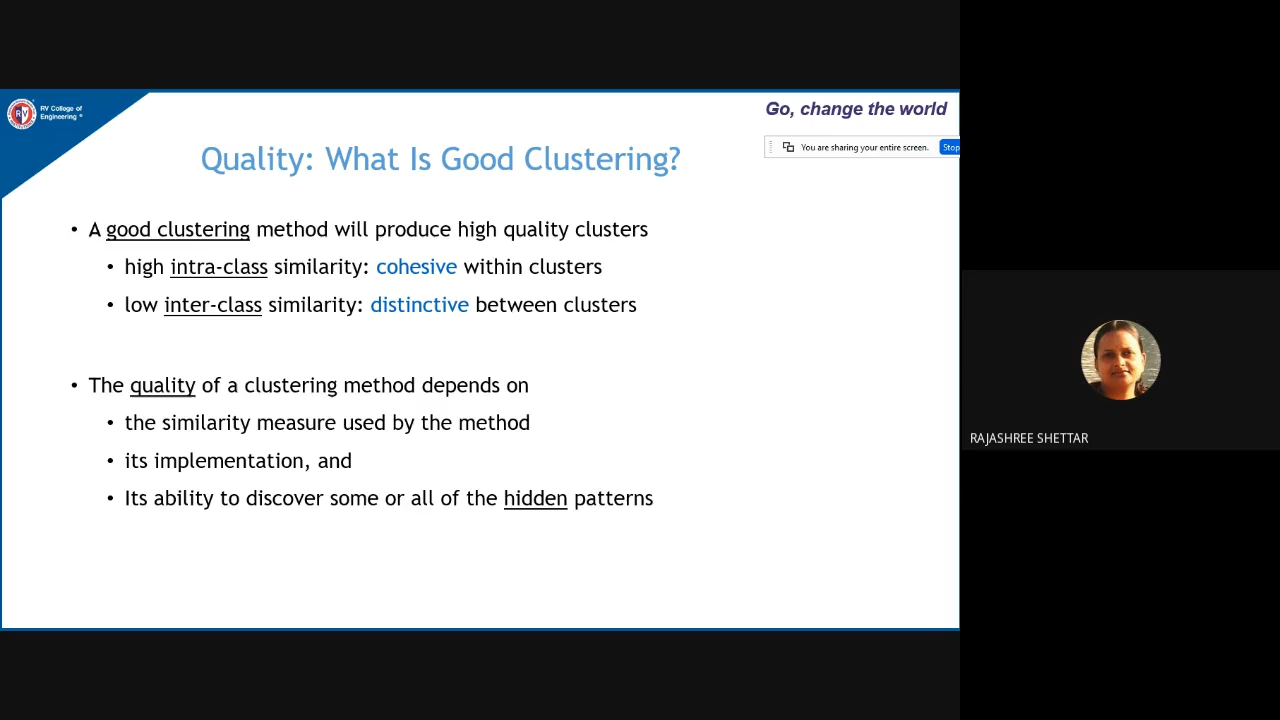 RV College of
Engineering ®
Go, change the world
You are sharing your entire screen.
Stop
Quality: What Is Good Clustering?
• A good clustering method will produce high quality clusters
• high intra-class similarity: cohesive within clusters
• low inter-class similarity: distinctive between clusters
• The quality of a clustering method depends on
• the similarity measure used by the method
• its implementation, and
• Its ability to discover some or all of the hidden patterns
RAJASHREE SHETTAR